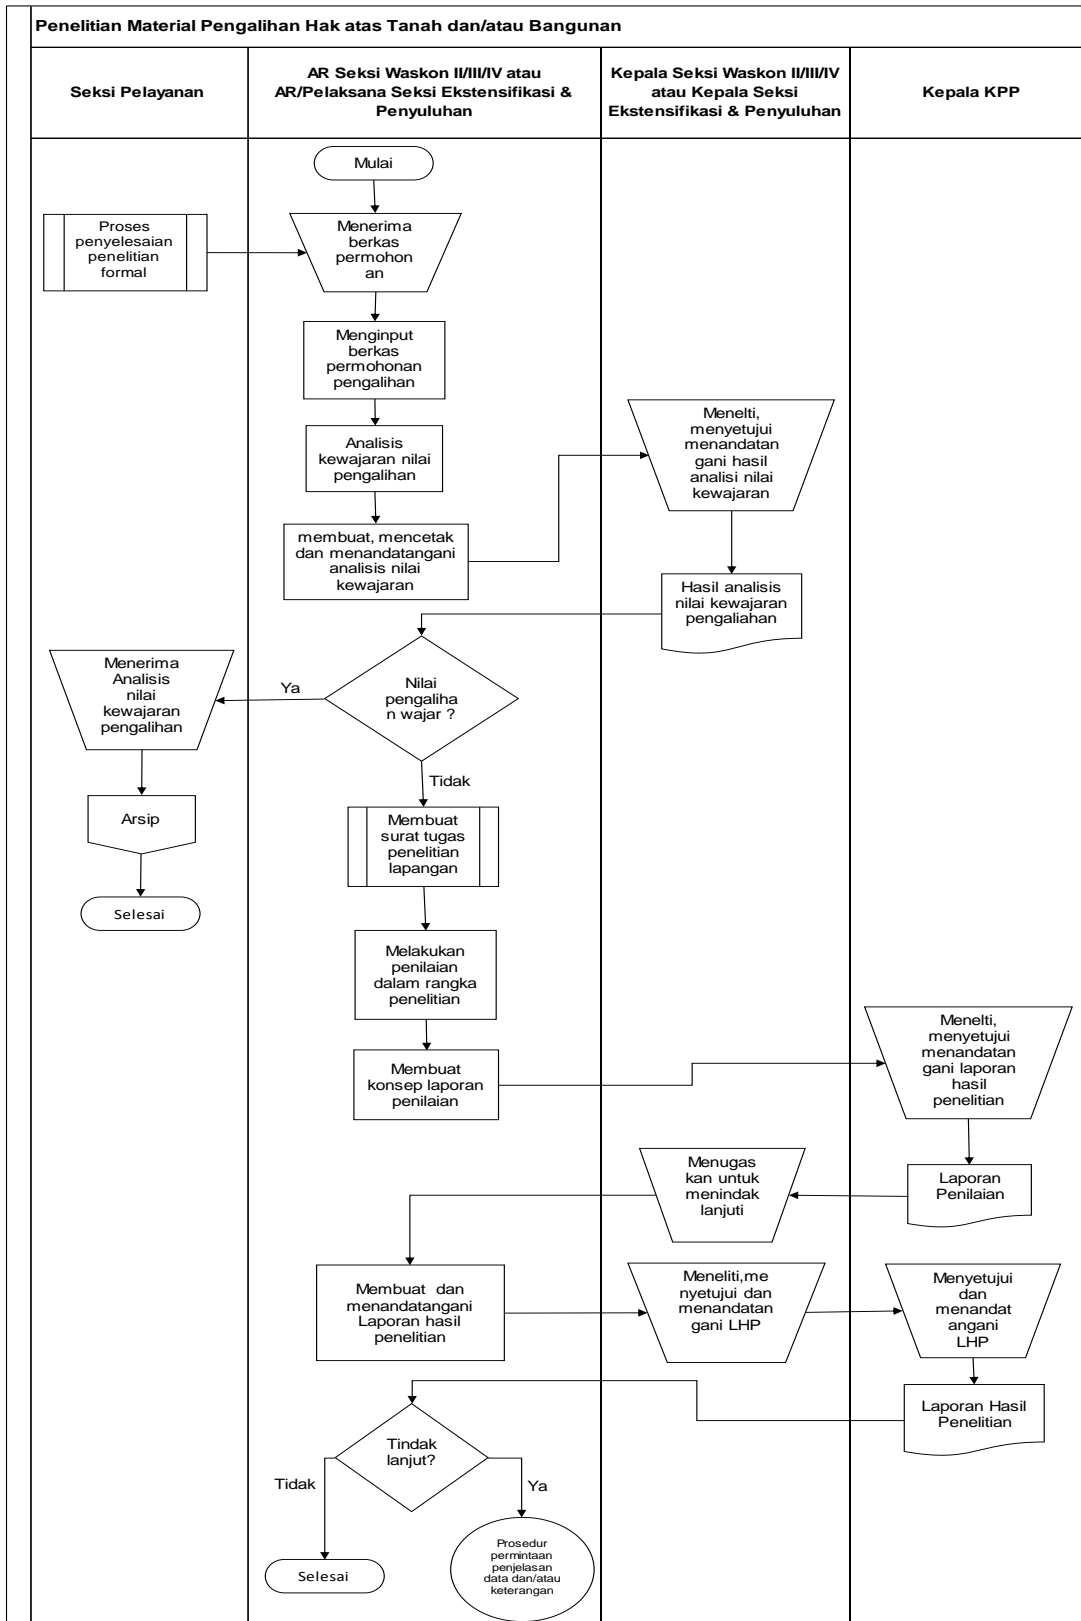 Penelitian Material Pengalihan Hak atas Tanah dan/atau Bangunan
Seksi Pelayanan
AR Seksi Waskon II/III/IV atau
AR/Pelaksana Seksi Ekstensifikasi &
Penyuluhan
Kepala Seksi Waskon II/III/IV
atau Kepala Seksi
Ekstensifikasi & Penyuluhan
Kepala KPP
Mulai
Proses
penyelesaian
penelitian
formal
Menerima
berkas
permohon
an
Menginput
berkas
permohonan
pengalihan
Analisis
kewajaran nilai
pengalihan
Menelti,
menyetujui
menandatan
gani hasil
analisi nilai
kewajaran
membuat, mencetak
dan menandatangani
analisis nilai
kewajaran
Hasil analisis
nilai kewajaran
pengaliahan
Nilai
pengaliha
n wajar ?
Ya
Menerima
Analisis
nilai
kewajaran
pengalihan
Arsip
Selesai
Tidak
Membuat
surat tugas
penelitian
lapangan
Melakukan
penilaian
dalam rangka
penelitian
Membuat
konsep laporan
penilaian
Menelti,
menyetujui
menandatan
gani laporan
hasil
penelitian
Laporan
Penilaian
Menugas
kan untuk
menindak
lanjuti
Membuat dan
menandatangani
Laporan hasil
penelitian
Meneliti,me
nyetujui dan
menandatan
gani LHP
Menyetujui
dan
menandat
angani
LHP
Laporan Hasil
Penelitian
Tindak
lanjut?
Tidak
Ya
Selesai
Prosedur
permintaan
penjelasan
data dan/atau
keterangan